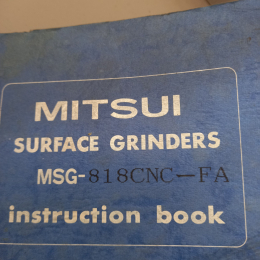 MITSUI
SURFACE GRINDERS
MSG-818CNC-FA
instruction book